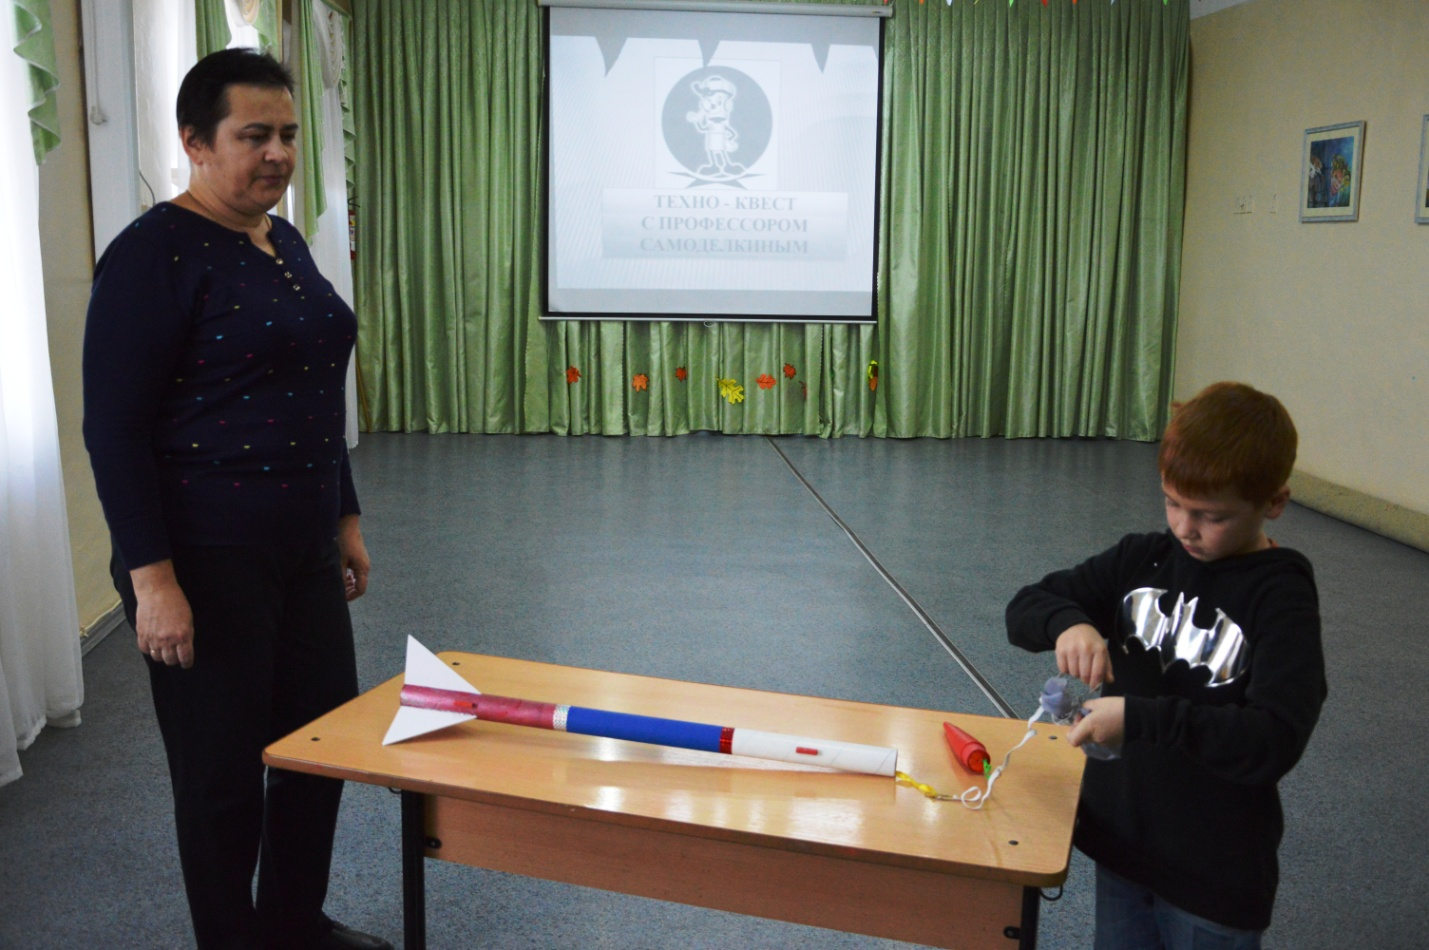 ТЕХНО - КВЕСТ
С ПРОФЕССОРОМ
САМОДЕЛКИНЫМ